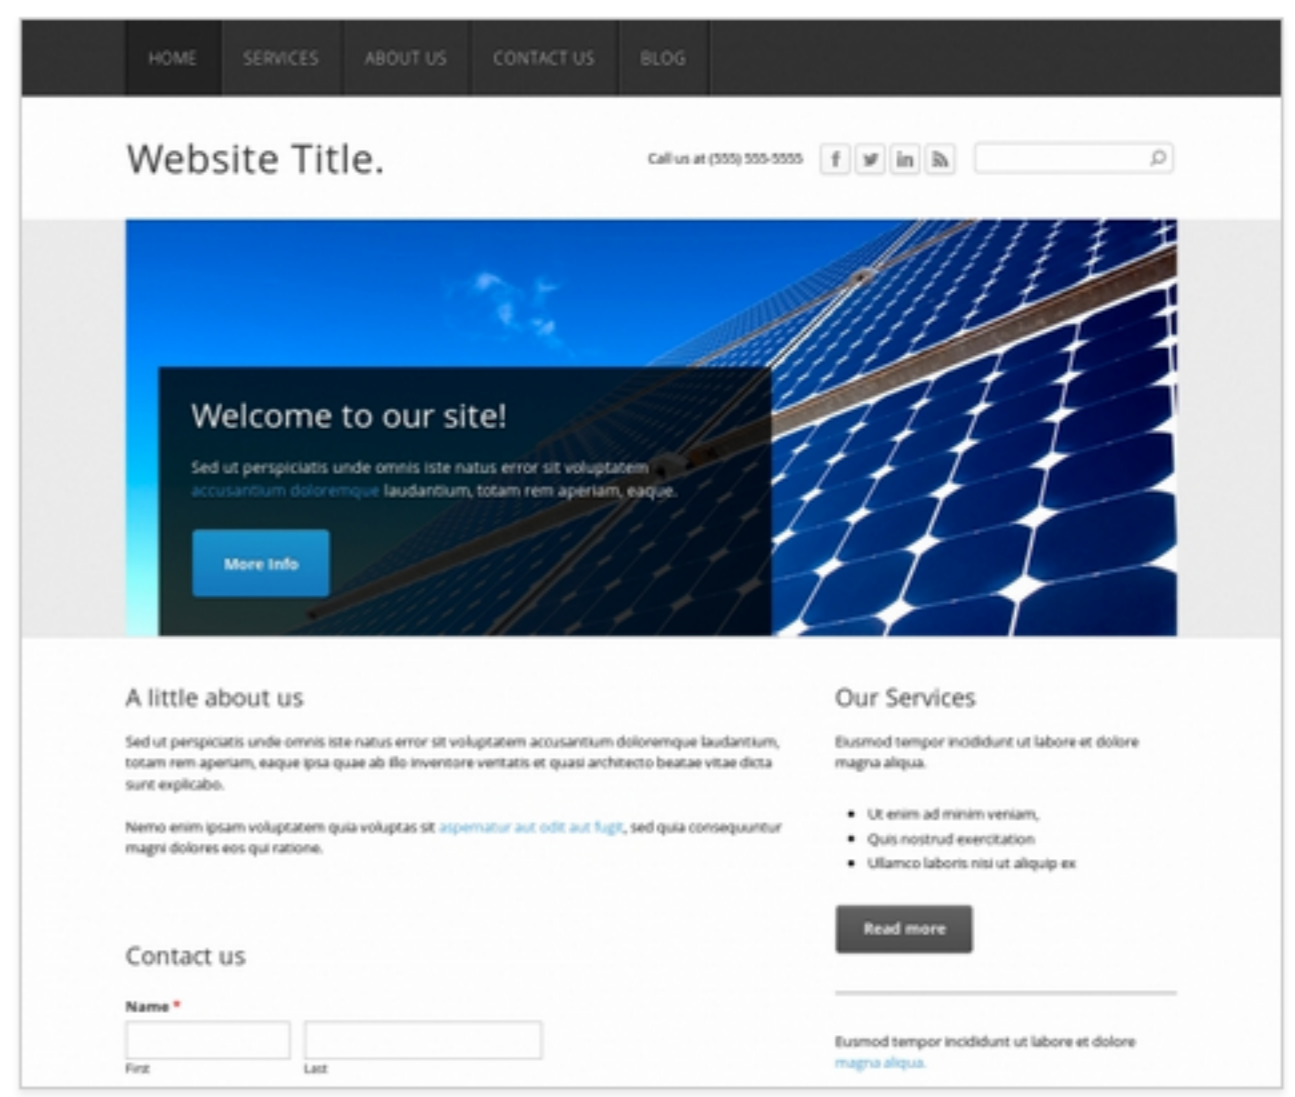 HOME SERVICES ABOUT US CONTACT US BLOG
Website Title.
Call us at (555) 555-5555
Welcome to our site!
Sed ut perspiciatis unde omnis iste natus error sit voluptatem
accusantium doloremque laudantium, totam rem aperiam, eaque.
More Info
A little about us
Sed ut perspiciatis unde omnis iste natus error sit voluptatem accusantium doloremque laudantium,
totam rem aperiam, eaque ipsa quae ab illo inventore veritatis et quasi architecto beatae vitae dicta
sunt explicabo.
Nemo enim ipsam voluptatem quia voluptas sit aspernatur aut odit aut fugit, sed quia consequuntur
magni dolores eos qui ratione.
Contact us
Name *
First Last
Our Services
Eiusmod tempor incididunt ut labore et dolore
magna aliqua.
• Ut enim ad minim veniam,
• Quis nostrud exercitation
• Ullamco laboris nisi ut aliquip ex
Read more
Eusmod tempor incididunt ut labore et dolore
magna aliqua.